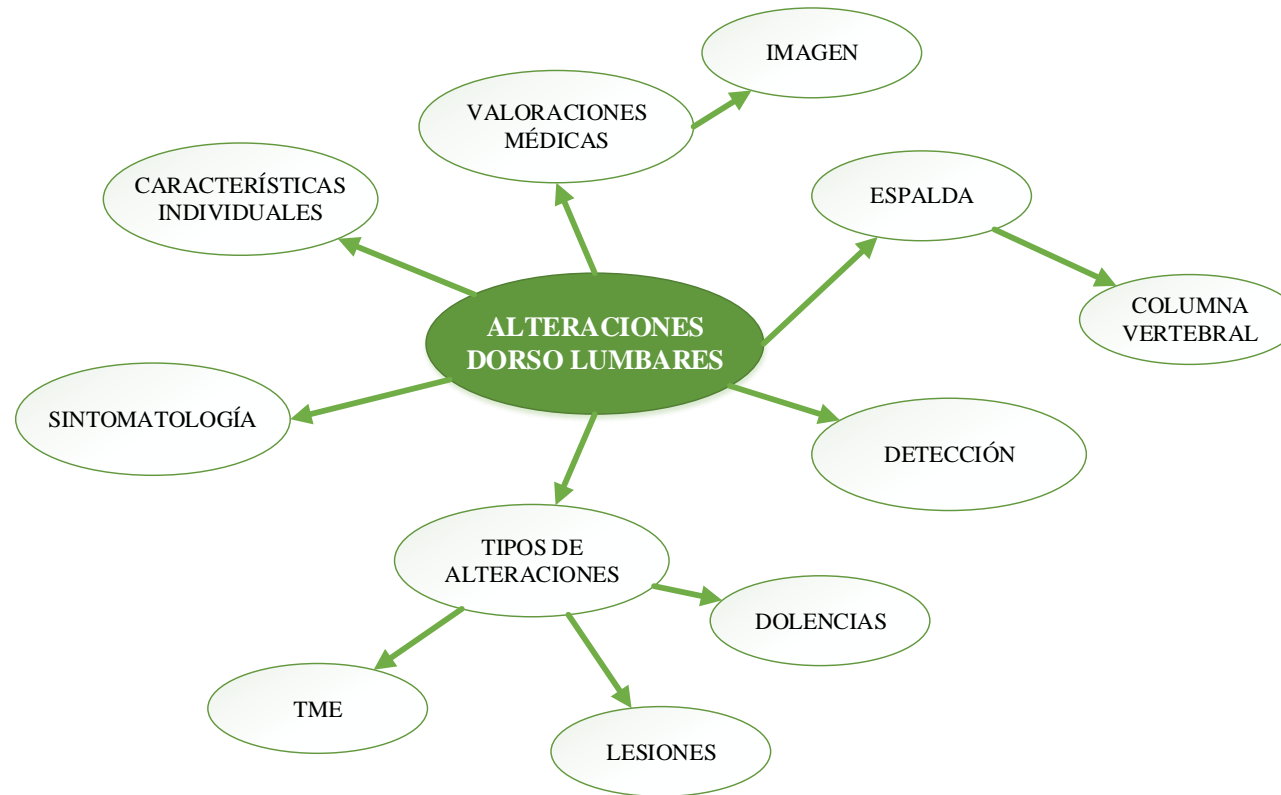 IMAGEN
VALORACIONES
MÉDICAS
CARACTERÍSTICAS
INDIVIDUALES
ESPALDA
COLUMNA
VERTEBRAL
ALTERACIONES
DORSO LUMBARES
SINTOMATOLOGÍA
DETECCIÓN
TIPOS DE
ALTERACIONES
DOLENCIAS
TME
LESIONES